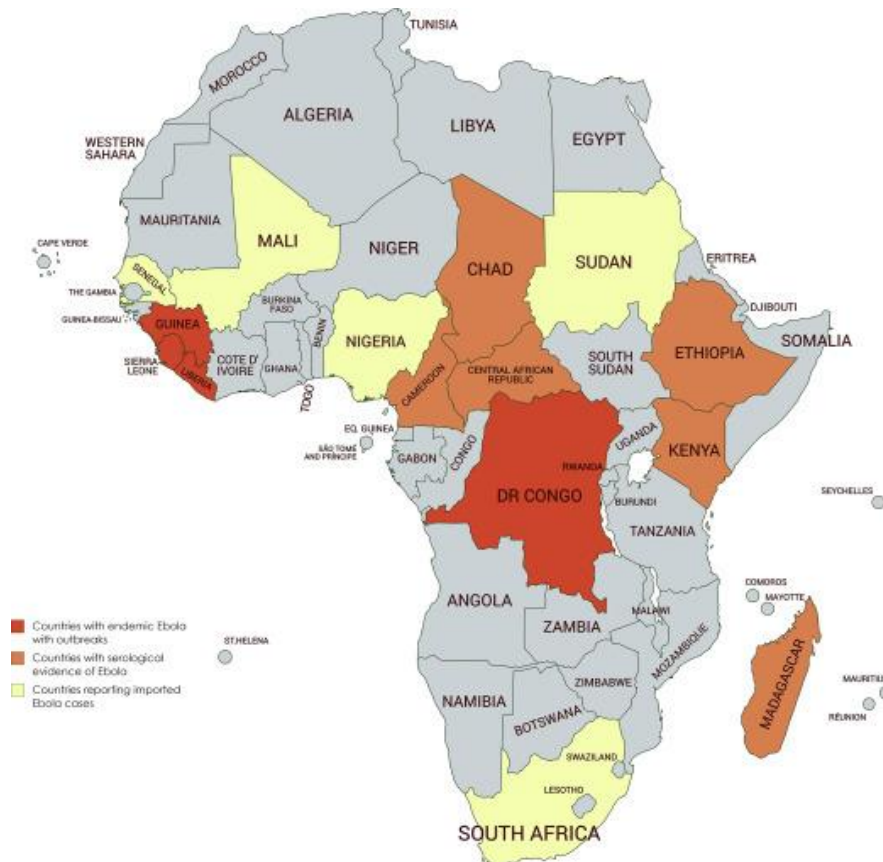 TUNISIA
MOROCCO
ALGERIA
LIBYA
EGYPT
WESTERN
SAHARA
MAURITANIA
MALI
NIGER
CHAD
SUDAN
ERITREA
CAPE VERDE
SENEGAL
THE GAMBIA
GUINEA-BISSAU
GUINEA
BURKINA
FASO
BENIN
NIGERIA
DJIBOUTI
SOMALIA
SIERRA
LEONE
LIBERIA
COTE D'
IVOIRE
GHANA
TOGO
CAMEROON
CENTRAL AFRICAN
REPUBLIC
SOUTH
SUDAN
ETHIOPIA
EQ. GUINEA
SÃO TOMÉ
AND PRÍNCIPE
GABON
CONGO
DR CONGO
UGANDA
RWANDA
BURUNDI
KENYA
TANZANIA
SEYCHELLES
COMOROS
MAYOTTE
ANGOLA
ZAMBIA
MALAWI
MOZAMBIQUE
ST.HELENA
NAMIBIA
ZIMBABWE
BOTSWANA
MADAGASCAR
MAURITIU
RÉUNION
SWAZILAND
LESOTHO
SOUTH AFRICA
Countries with endemic Ebola
with outbreaks
Countries with serological
evidence of Ebola
Countries reporting imported
Ebola cases